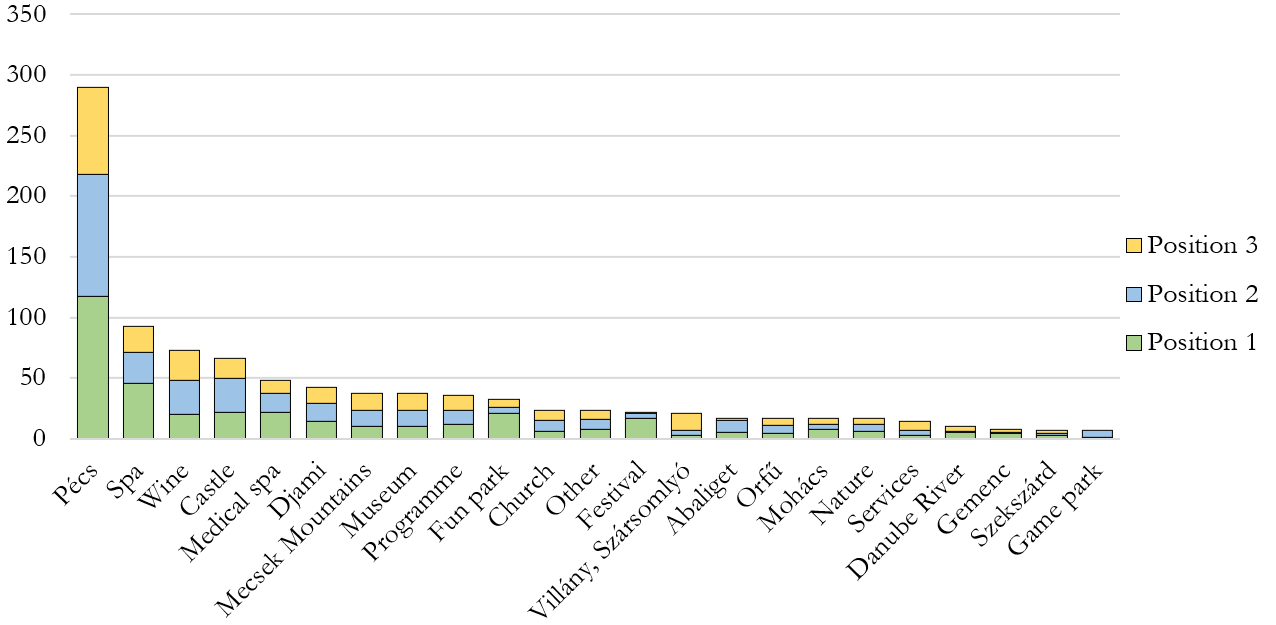 350
300
250
200
150
100
50
0
Position 3
Position 2
Position 1
Pécs
Spa
Wine
Castle
Medical spa
Djami
Mecsek Mountains
Museum
Programme
Fun park
Church
Other
Festival
Villány, Szársomlyó
Abaliget
Orfű
Mohács
Nature
Services
Danube River
Gemenc
Szekszárd
Game park